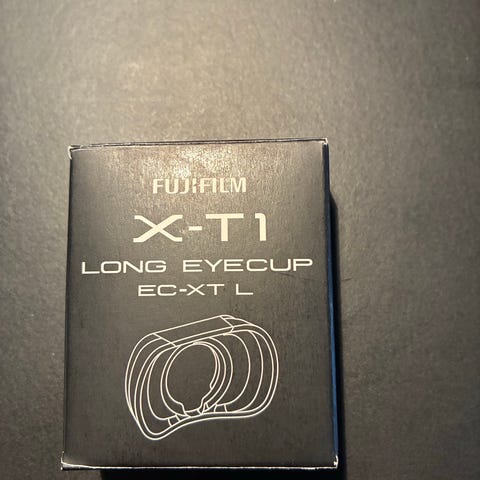 FUJIFILM
X-T1
LONG EYECUP
EC-XT L